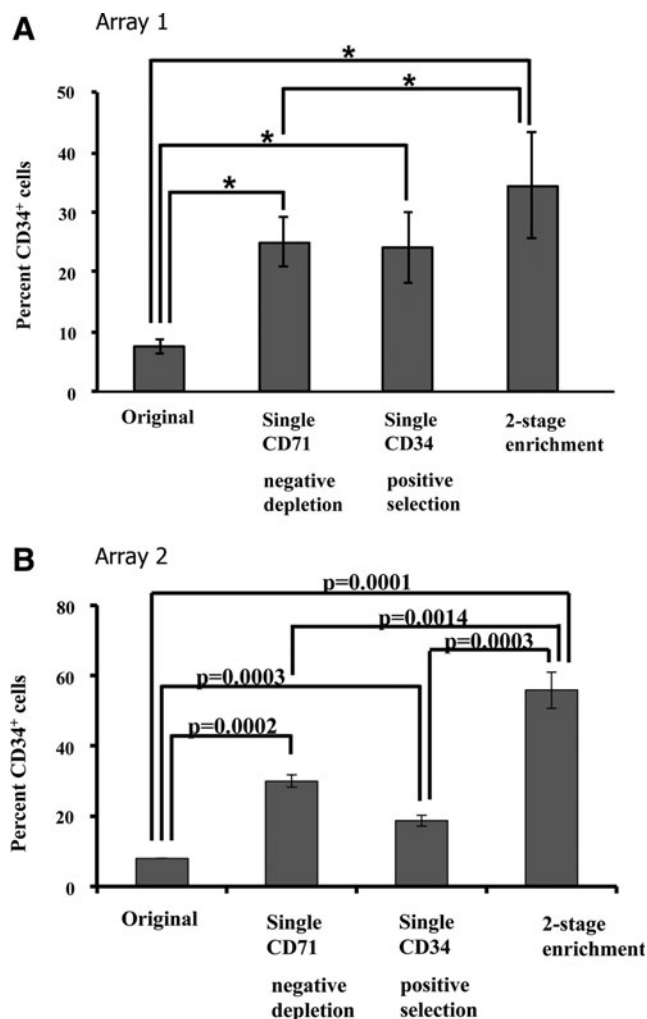 A Array 1
*
*
*
*
50
40
30
20
10
0
Percent CD34⁺ cells
Original
Single
CD71
negative
depletion
Single
CD34
positive
selection
2-stage
enrichment
B Array 2
p=0.0001
p=0.0014
p=0.0003
p=0.0003
p=0.0002
80
60
40
20
0
Percent CD34⁺ cells
Original
Single
CD71
negative
depletion
Single
CD34
positive
selection
2-stage
enrichment